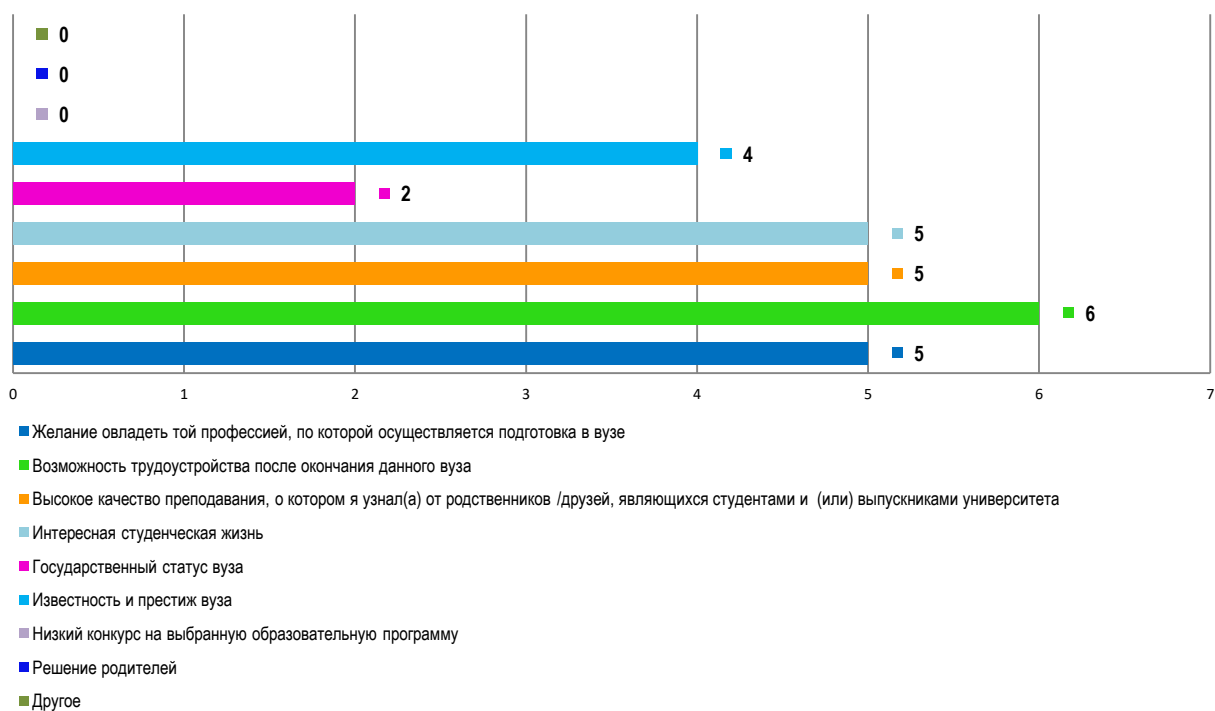 0
0
0
4
2
5
5
6
5
0 1 2 3 4 5 6 7
Желание овладеть той профессией, по которой осуществляется подготовка в вузе
Возможность трудоустройства после окончания данного вуза
Высокое качество преподавания, о котором я узнал(а) от родственников /друзей, являющихся студентами и (или) выпускниками университета
Интересная студенческая жизнь
Государственный статус вуза
Известность и престиж вуза
Низкий конкурс на выбранную образовательную программу
Решение родителей
Другое